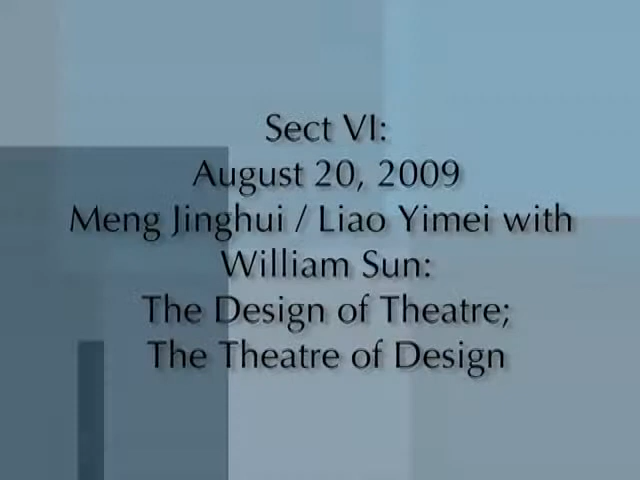 Sect VI:
August 20, 2009
Meng Jinghui / Liao Yimei with
William Sun:
The Design of Theatre;
The Theatre of Design